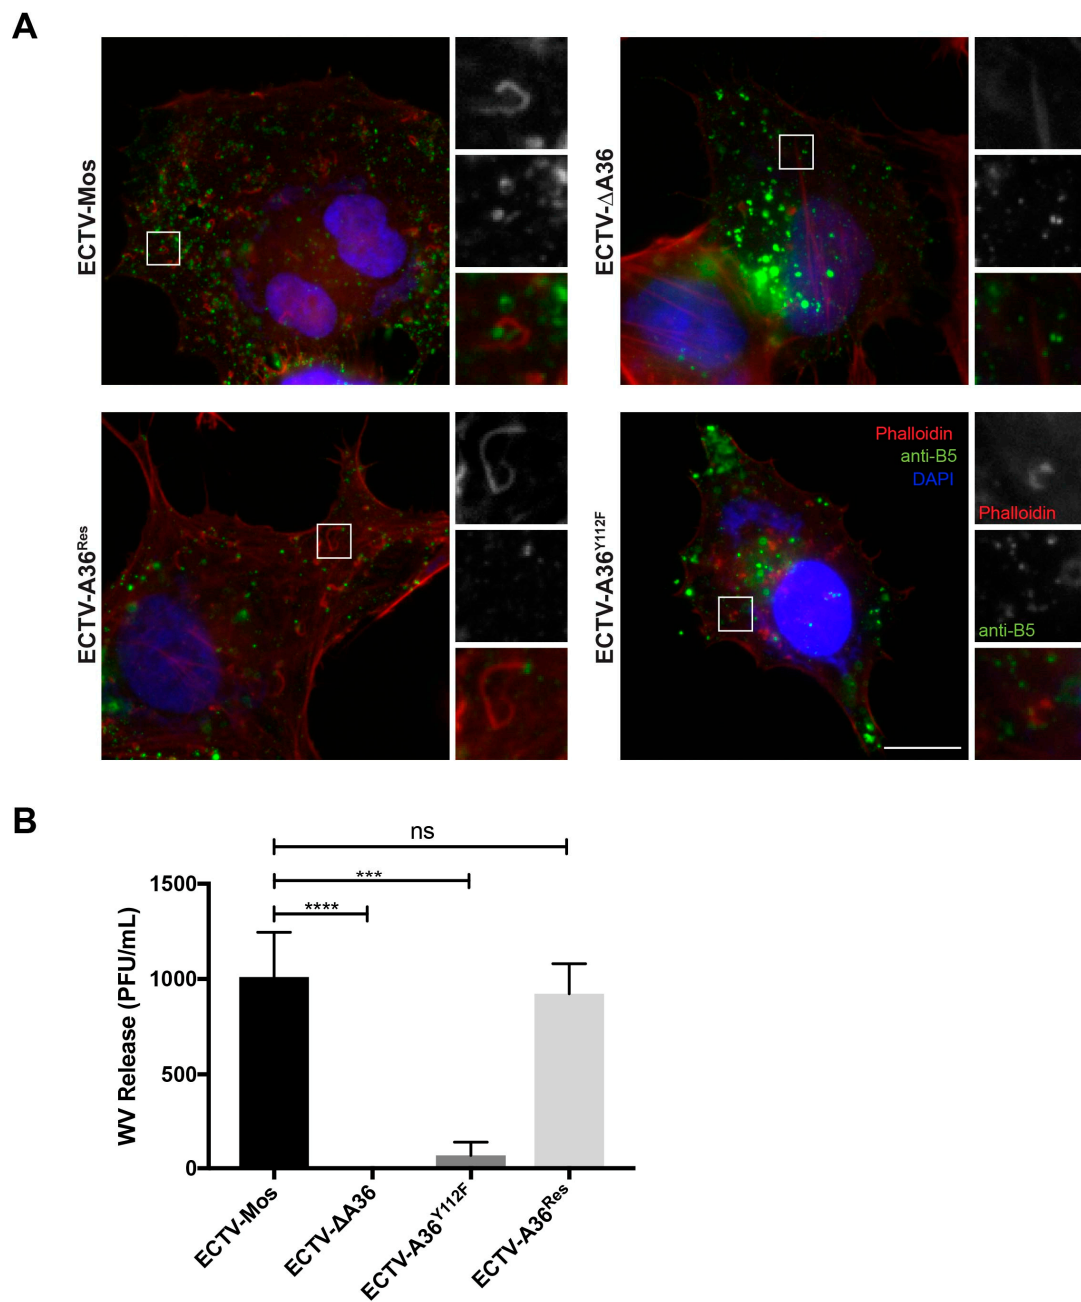 A
ECTV-Mos
ECTV-ΔA36
ECTV-A36Res
ECTV-A36Y112F
Phalloidin
anti-B5
DAPI
Phalloidin
anti-B5
B
ns
***
****
WV Release (PFU/mL)
1500
1000
500
0
ECTV-Mos
ECTV-ΔA36
ECTV-A36Y112F
ECTV-A36Res